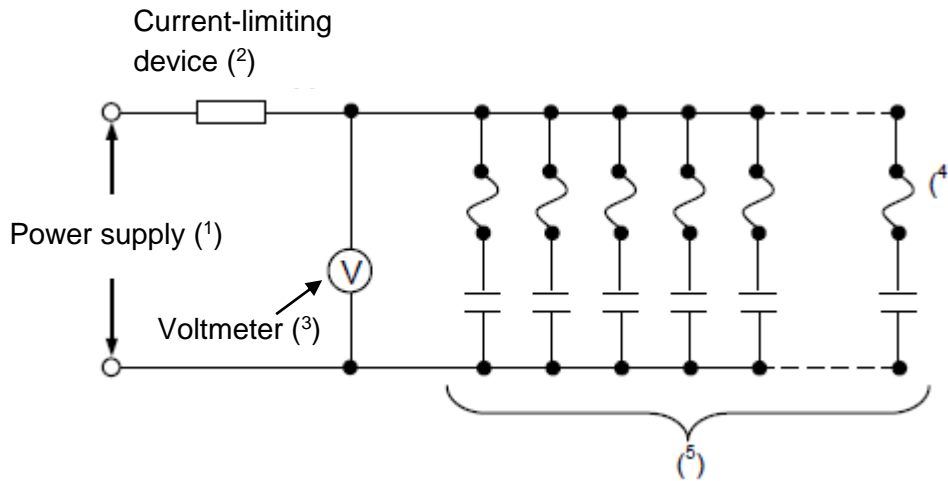 Current-limiting
device (²)
(⁴
Power supply (¹)
V
Voltmeter (³)
(⁵)